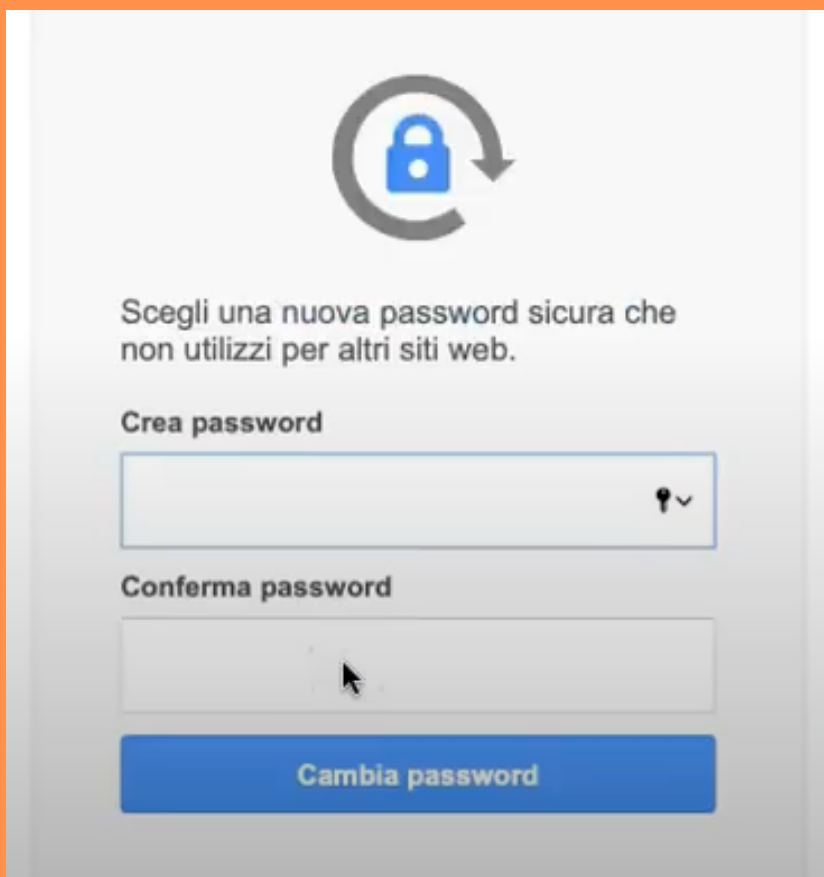 Scegli una nuova password sicura che
non utilizzi per altri siti web.
Crea password
Conferma password
Cambia password